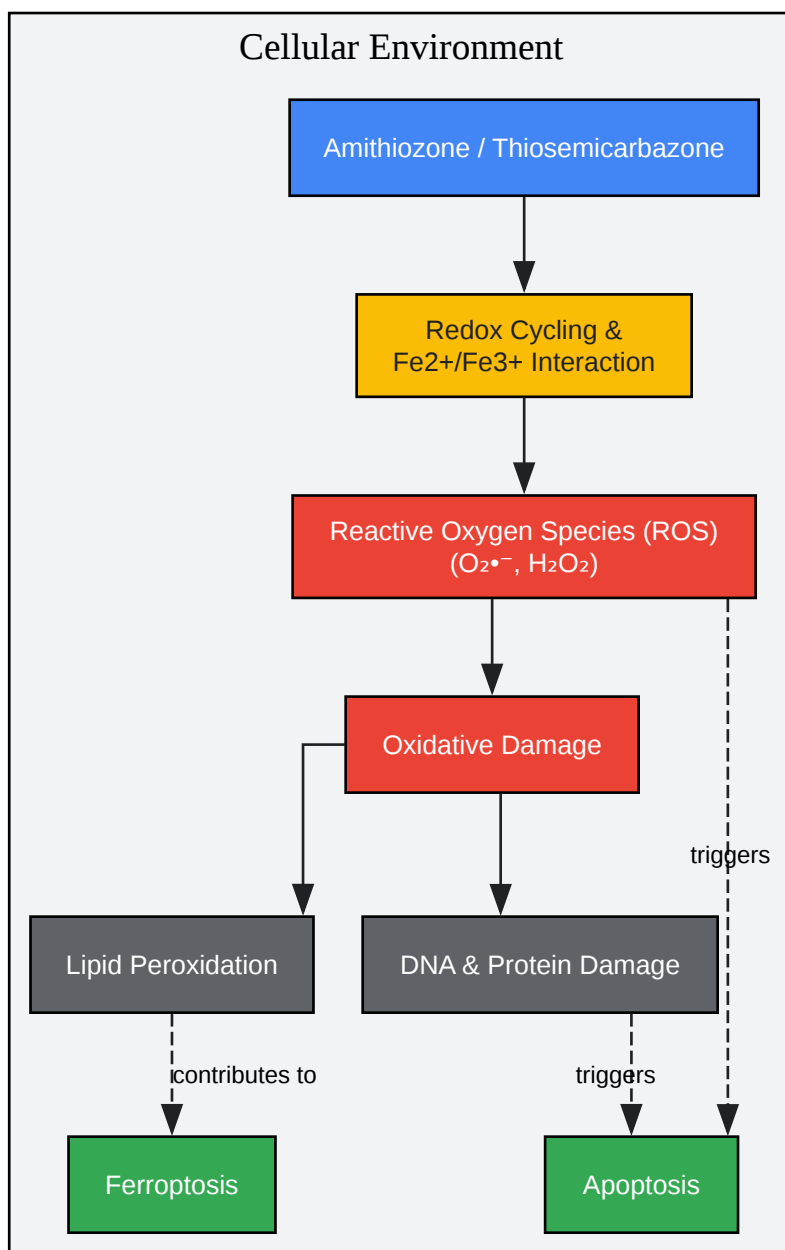 Cellular Environment
Amithiozone / Thiosemicarbazone
Redox Cycling &
Fe2+/Fe3+ Interaction
Reactive Oxygen Species (ROS)
(O₂•⁻, H₂O₂)
Oxidative Damage
triggers
Lipid Peroxidation
DNA & Protein Damage
contributes to
triggers
Ferroptosis
Apoptosis